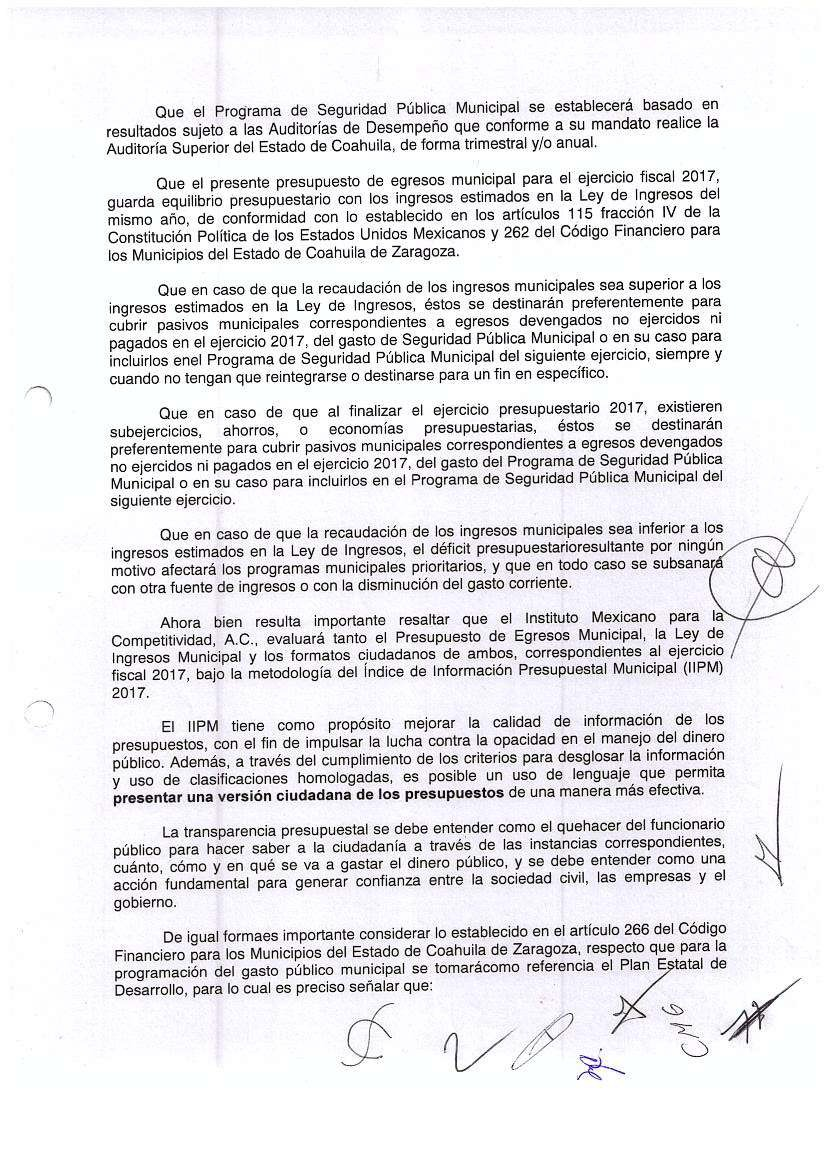 Que el Programa de Seguridad Pública Municipal se establecerá basado en
resultados sujeto a las Auditorías de Desempeño que conforme a su mandato realice la
Auditoría Superior del Estado de Coahuila, de forma trimestral y/o anual.
Que el presente presupuesto de egresos municipal para el ejercicio fiscal 2017,
guarda equilibrio presupuestario con los ingresos estimados en la Ley de Ingresos del
mismo año, de conformidad con lo establecido en los artículos 115 fracción IV de la
Constitución Política de los Estados Unidos Mexicanos y 262 del Código Financiero para
los Municipios del Estado de Coahuila de Zaragoza.
Que en caso de que la recaudación de los ingresos municipales sea superior a los
ingresos estimados en la Ley de Ingresos, éstos se destinarán preferentemente para
cubrir pasivos municipales correspondientes a egresos devengados no ejercidos ni
pagados en el ejercicio 2017, del gasto de Seguridad Pública Municipal o en su caso para
incluirlos enel Programa de Seguridad Pública Municipal del siguiente ejercicio, siempre y
cuando no tengan que reintegrarse o destinarse para un fin en específico.
Que en caso de que al finalizar el ejercicio presupuestario 2017, existieren
subejercicios, ahorros, o economías presupuestarias, éstos se destinarán
preferentemente para cubrir pasivos municipales correspondientes a egresos devengados
no ejercidos ni pagados en el ejercicio 2017, del gasto del Programa de Seguridad Pública
Municipal o en su caso para incluirlos en el Programa de Seguridad Pública Municipal del
siguiente ejercicio.
Que en caso de que la recaudación de los ingresos municipales sea inferior a los
ingresos estimados en la Ley de Ingresos, el déficit presupuestarioresultante por ningún
motivo afectará los programas municipales prioritarios, y que en todo caso se subsanará
con otra fuente de ingresos o con la disminución del gasto corriente.
Ahora bien resulta importante resaltar que el Instituto Mexicano para la
Competitividad, A.C., evaluará tanto el Presupuesto de Egresos Municipal, la Ley de
Ingresos Municipal y los formatos ciudadanos de ambos, correspondientes al ejercicio
fiscal 2017, bajo la metodología del Índice de Información Presupuestal Municipal (IIPM)
2017.
El IIPM tiene como propósito mejorar la calidad de información de los
presupuestos, con el fin de impulsar la lucha contra la opacidad en el manejo del dinero
público. Además, a través del cumplimiento de los criterios para desglosar la información
y uso de clasificaciones homologadas, es posible un uso de lenguaje que permita
presentar una versión ciudadana de los presupuestos de una manera más efectiva.
La transparencia presupuestal se debe entender como el quehacer del funcionario
público para hacer saber a la ciudadanía a través de las instancias correspondientes,
cuánto, cómo y en qué se va a gastar el dinero público, y se debe entender como una
acción fundamental para generar confianza entre la sociedad civil, las empresas y el
gobierno.
De igual formaes importante considerar lo establecido en el artículo 266 del Código
Financiero para los Municipios del Estado de Coahuila de Zaragoza, respecto que para la
programación del gasto público municipal se tomarácomo referencia el Plan Estatal de
Desarrollo, para lo cual es preciso señalar que: